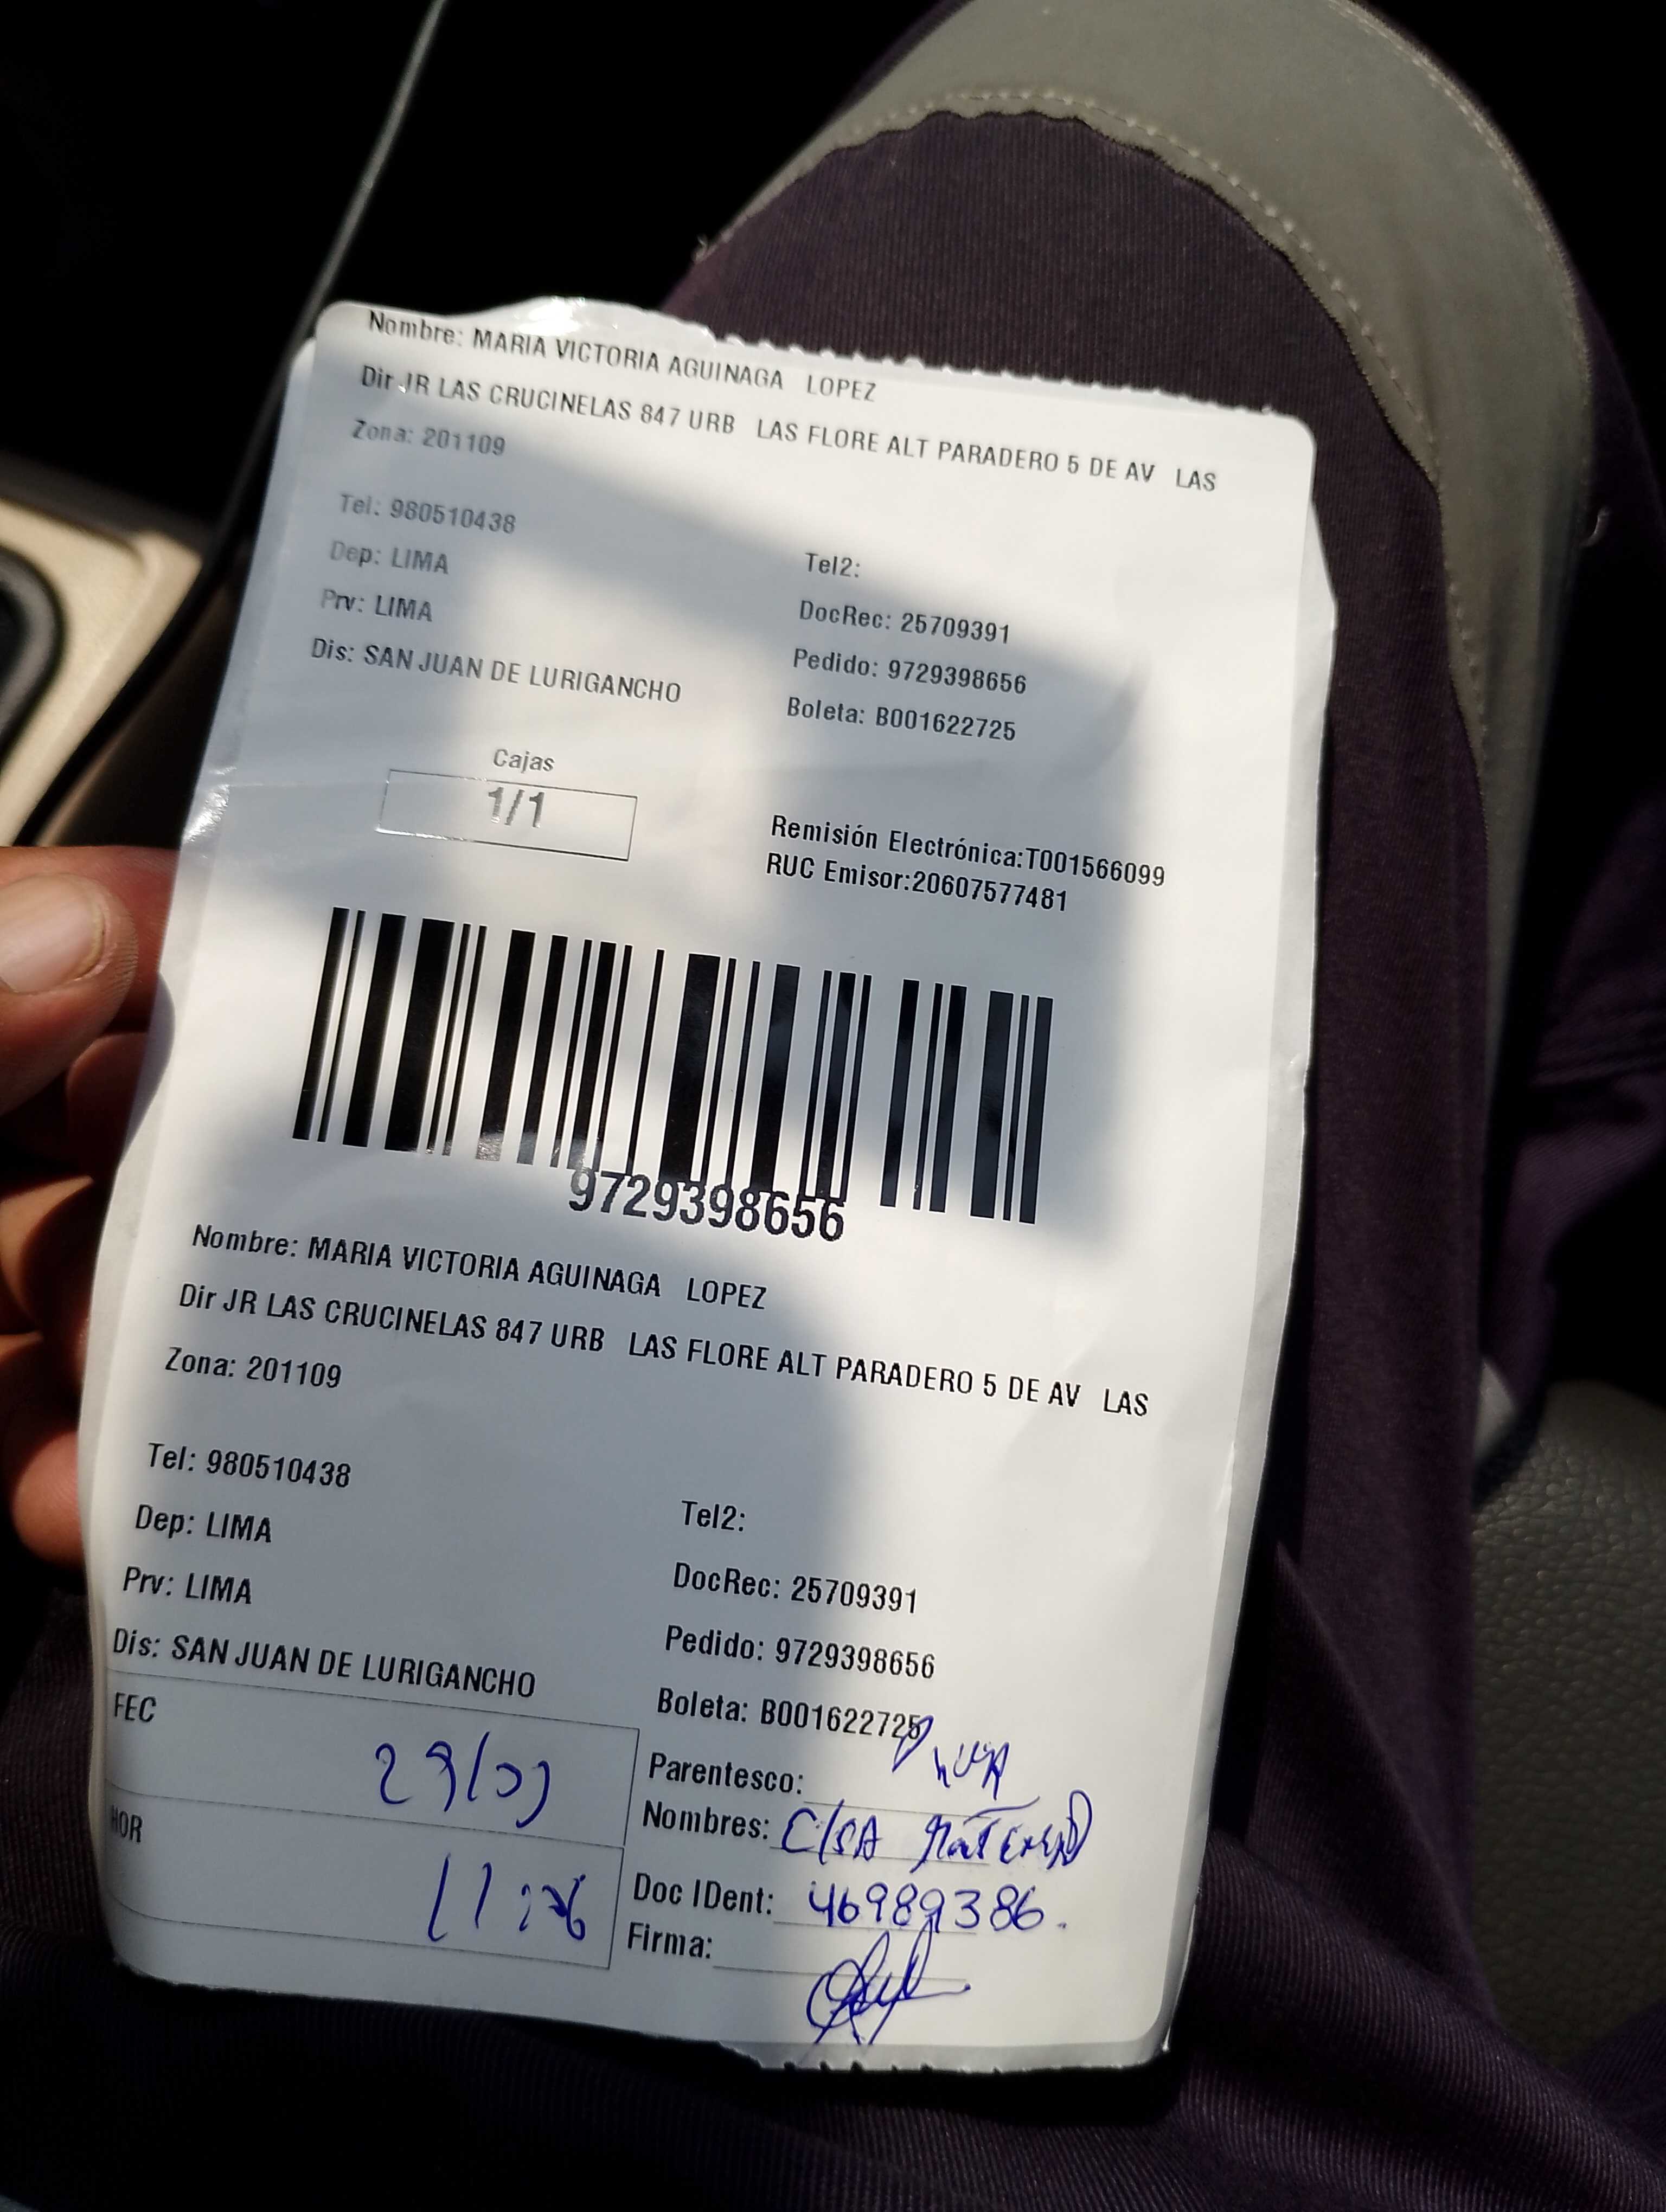 Nombre: MARIA VICTORIA AGUINAGA LOPEZ
Dir JR LAS CRUCINELAS 847 URB LAS FLORE ALT PARADERO 5 DE AV LAS
Zona: 201109
Tel: 980510438
Tel2:
Dep: LIMA
DocRec: 25709391
Prv: LIMA
Pedido: 9729398656
Dis: SAN JUAN DE LURIGANCHO
Boleta: B001622725
Cajas
1/1
Remisión Electrónica:T001566099
RUC Emisor:20607577481
9729398656
Nombre: MARIA VICTORIA AGUINAGA LOPEZ
Dir JR LAS CRUCINELAS 847 URB LAS FLORE ALT PARADERO 5 DE AV LAS
Zona: 201109
Tel: 980510438
Tel2:
Dep: LIMA
DocRec: 25709391
Prv: LIMA
Pedido: 9729398656
Dis: SAN JUAN DE LURIGANCHO
Boleta: B001622725
FEC
Parentesco:
Nombres:
HOR
Doc IDent: 46989386.
Firma: